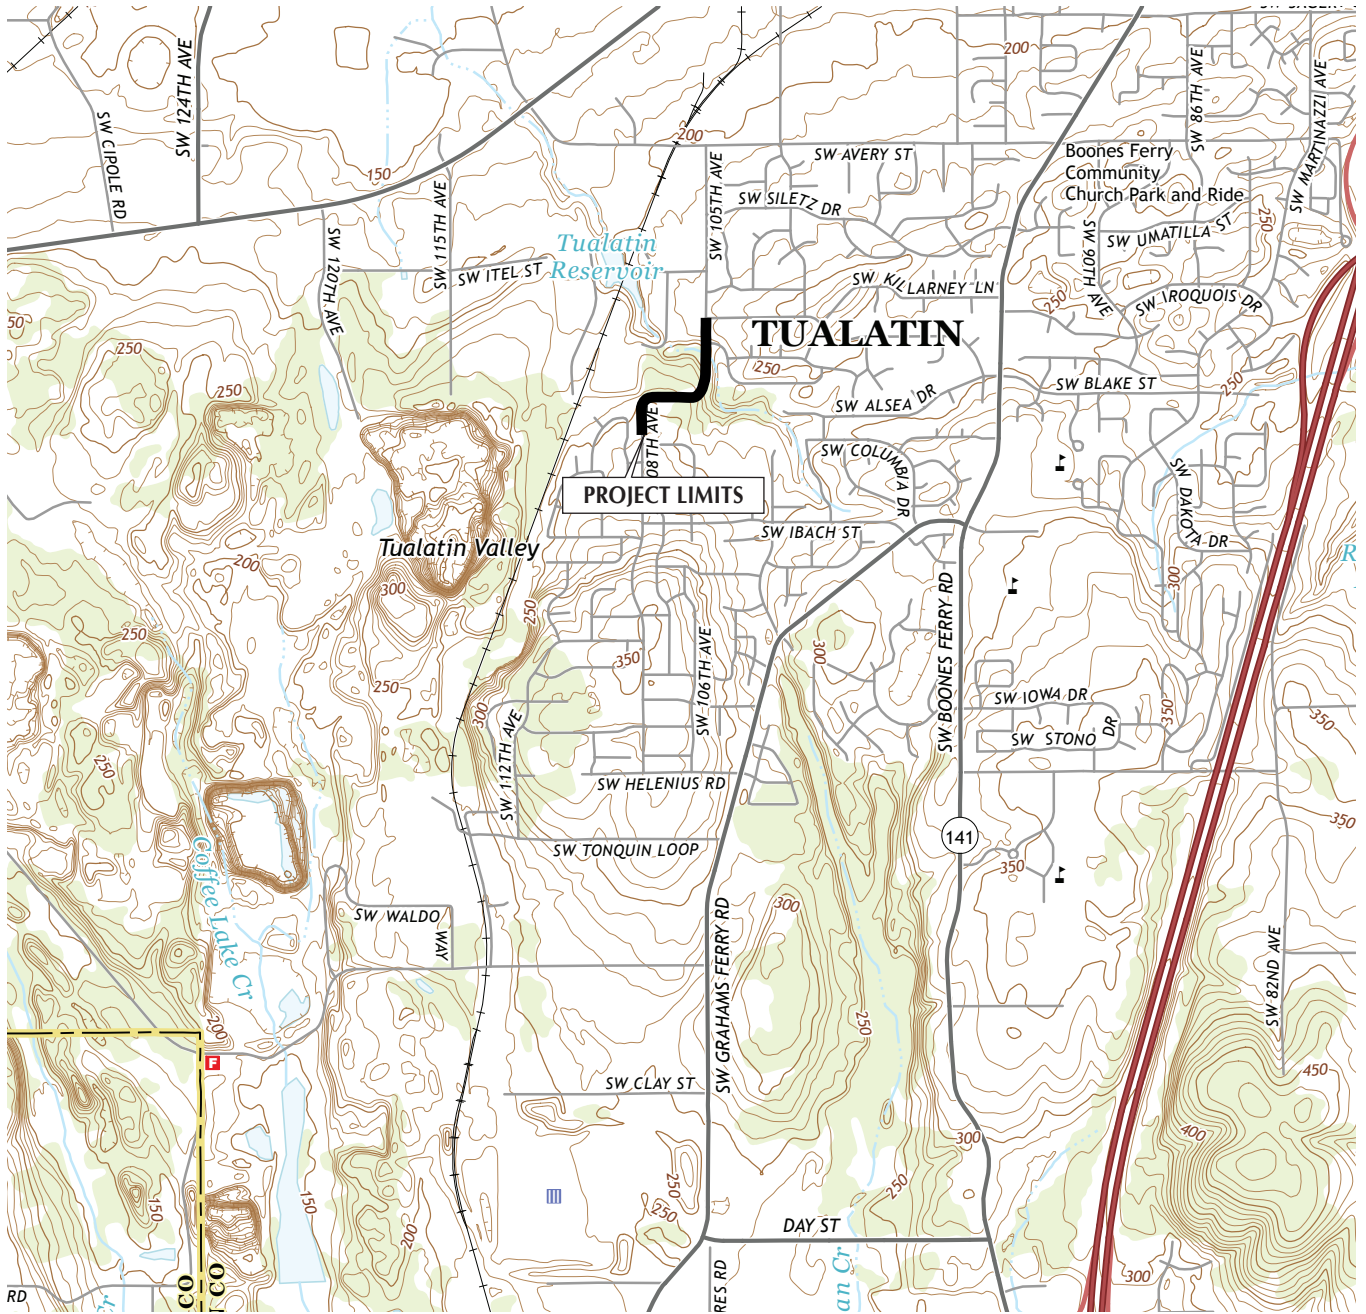 SW CIPOLE RD
SW 124TH AVE
150
SW 115TH AVE
SW 120TH AVE
SW ITEL ST
Tualatin
Reservoir
200
SW 105TH AVE
SW AVERY ST
SW SILETZ DR
SW KILLARNEY LN
200
Boones Ferry
Community
Church Park and Ride
SW 86TH AVE
SW MARTINAZZI AVE
SW UMATILLA ST
SW 90TH AVE
SW IROQUOIS DR
250
250
TUALATIN
250
SW ALSEA DR
SW BLAKE ST
250
SW COLUMBIA DR
SW DAKOTA DR
50
250
250
08TH AVE
PROJECT LIMITS
SW IBACH ST
Tualatin Valley
200
300
250
250
250
300
350
SW 106TH AVE
SW 112TH AVE
SW HELENIUS RD
SW TONQUIN LOOP
300
SW BOONES FERRY RD
300
SW IOWA DR
SW STONO DR
350
350
350
R
250
Coffee Lake Cr
141
350
SW WALDO WAY
300
SW GRAHAMS FERRY RD
SW 82ND AVE
200
F
250
SW CLAY ST
450
400
300
250
150
150
200
250
250
DAY ST
300
RD
Cr
CO
CO
RES RD
an Cr